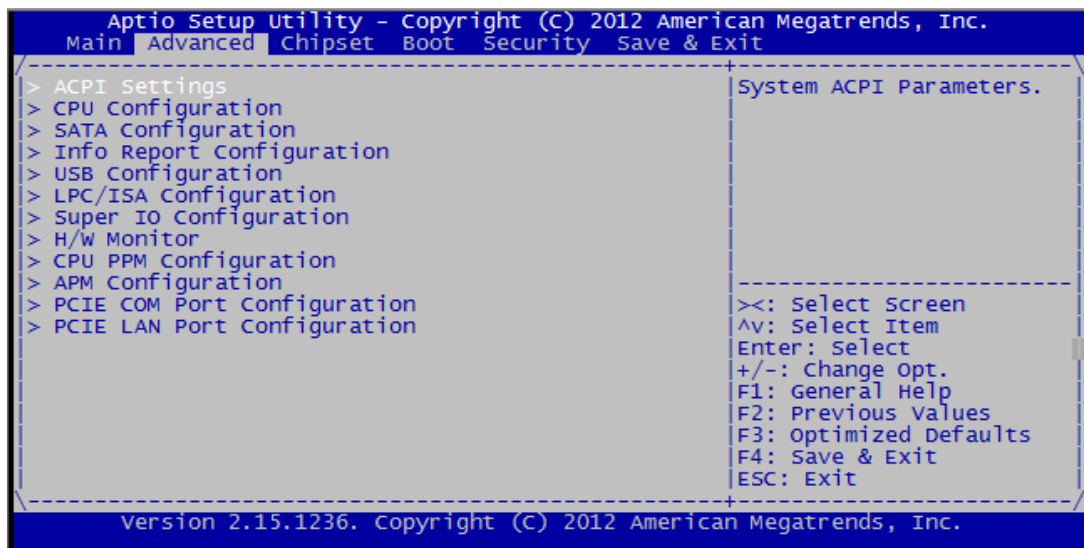 Aptio Setup Utility - Copyright (C) 2012 American Megatrends, Inc.
Main Advanced Chipset Boot Security Save & Exit
> ACPI Settings
> CPU Configuration
> SATA Configuration
> Info Report Configuration
> USB Configuration
> LPC/ISA Configuration
> Super IO Configuration
> H/W Monitor
> CPU PPM Configuration
> APM Configuration
> PCIE COM Port Configuration
> PCIE LAN Port Configuration
System ACPI Parameters.
><: Select Screen
^v: Select Item
Enter: Select
+/-: Change Opt.
F1: General Help
F2: Previous Values
F3: Optimized Defaults
F4: Save & Exit
ESC: Exit
Version 2.15.1236. Copyright (C) 2012 American Megatrends, Inc.